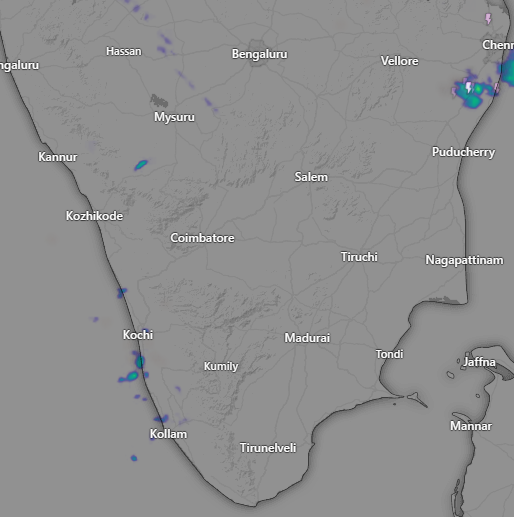 Hassan
Bengaluru
Chenn
ngaluru
Vellore
Mysuru
Kannur
Puducherry
Salem
Kozhikode
Coimbatore
Tiruchi
Nagapattinam
Kochi
Madurai
Kumily
Tondi
Jaffna
Kollam
Mannar
Tirunelveli